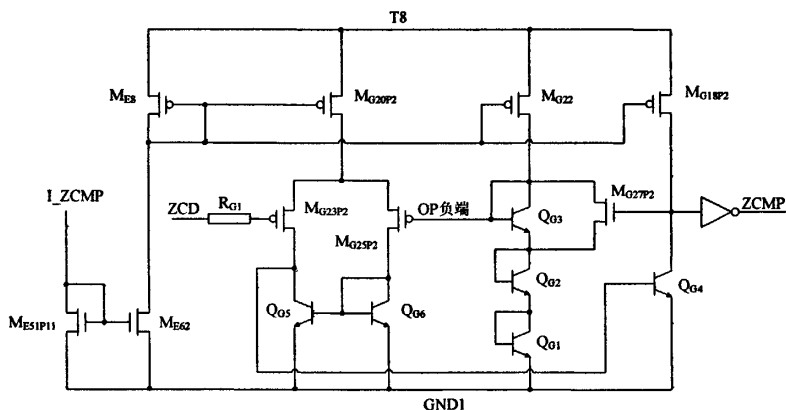 T8
M_E8
M_G20P2
M_G22
M_G18P2
I_ZCMP
ZCD
R_G1
M_G23P2
M_G25P2
OP负端
Q_G3
M_G27P2
ZCMP
M_E51P11
M_E62
Q_G5
Q_G6
Q_G2
Q_G4
Q_G1
GND1